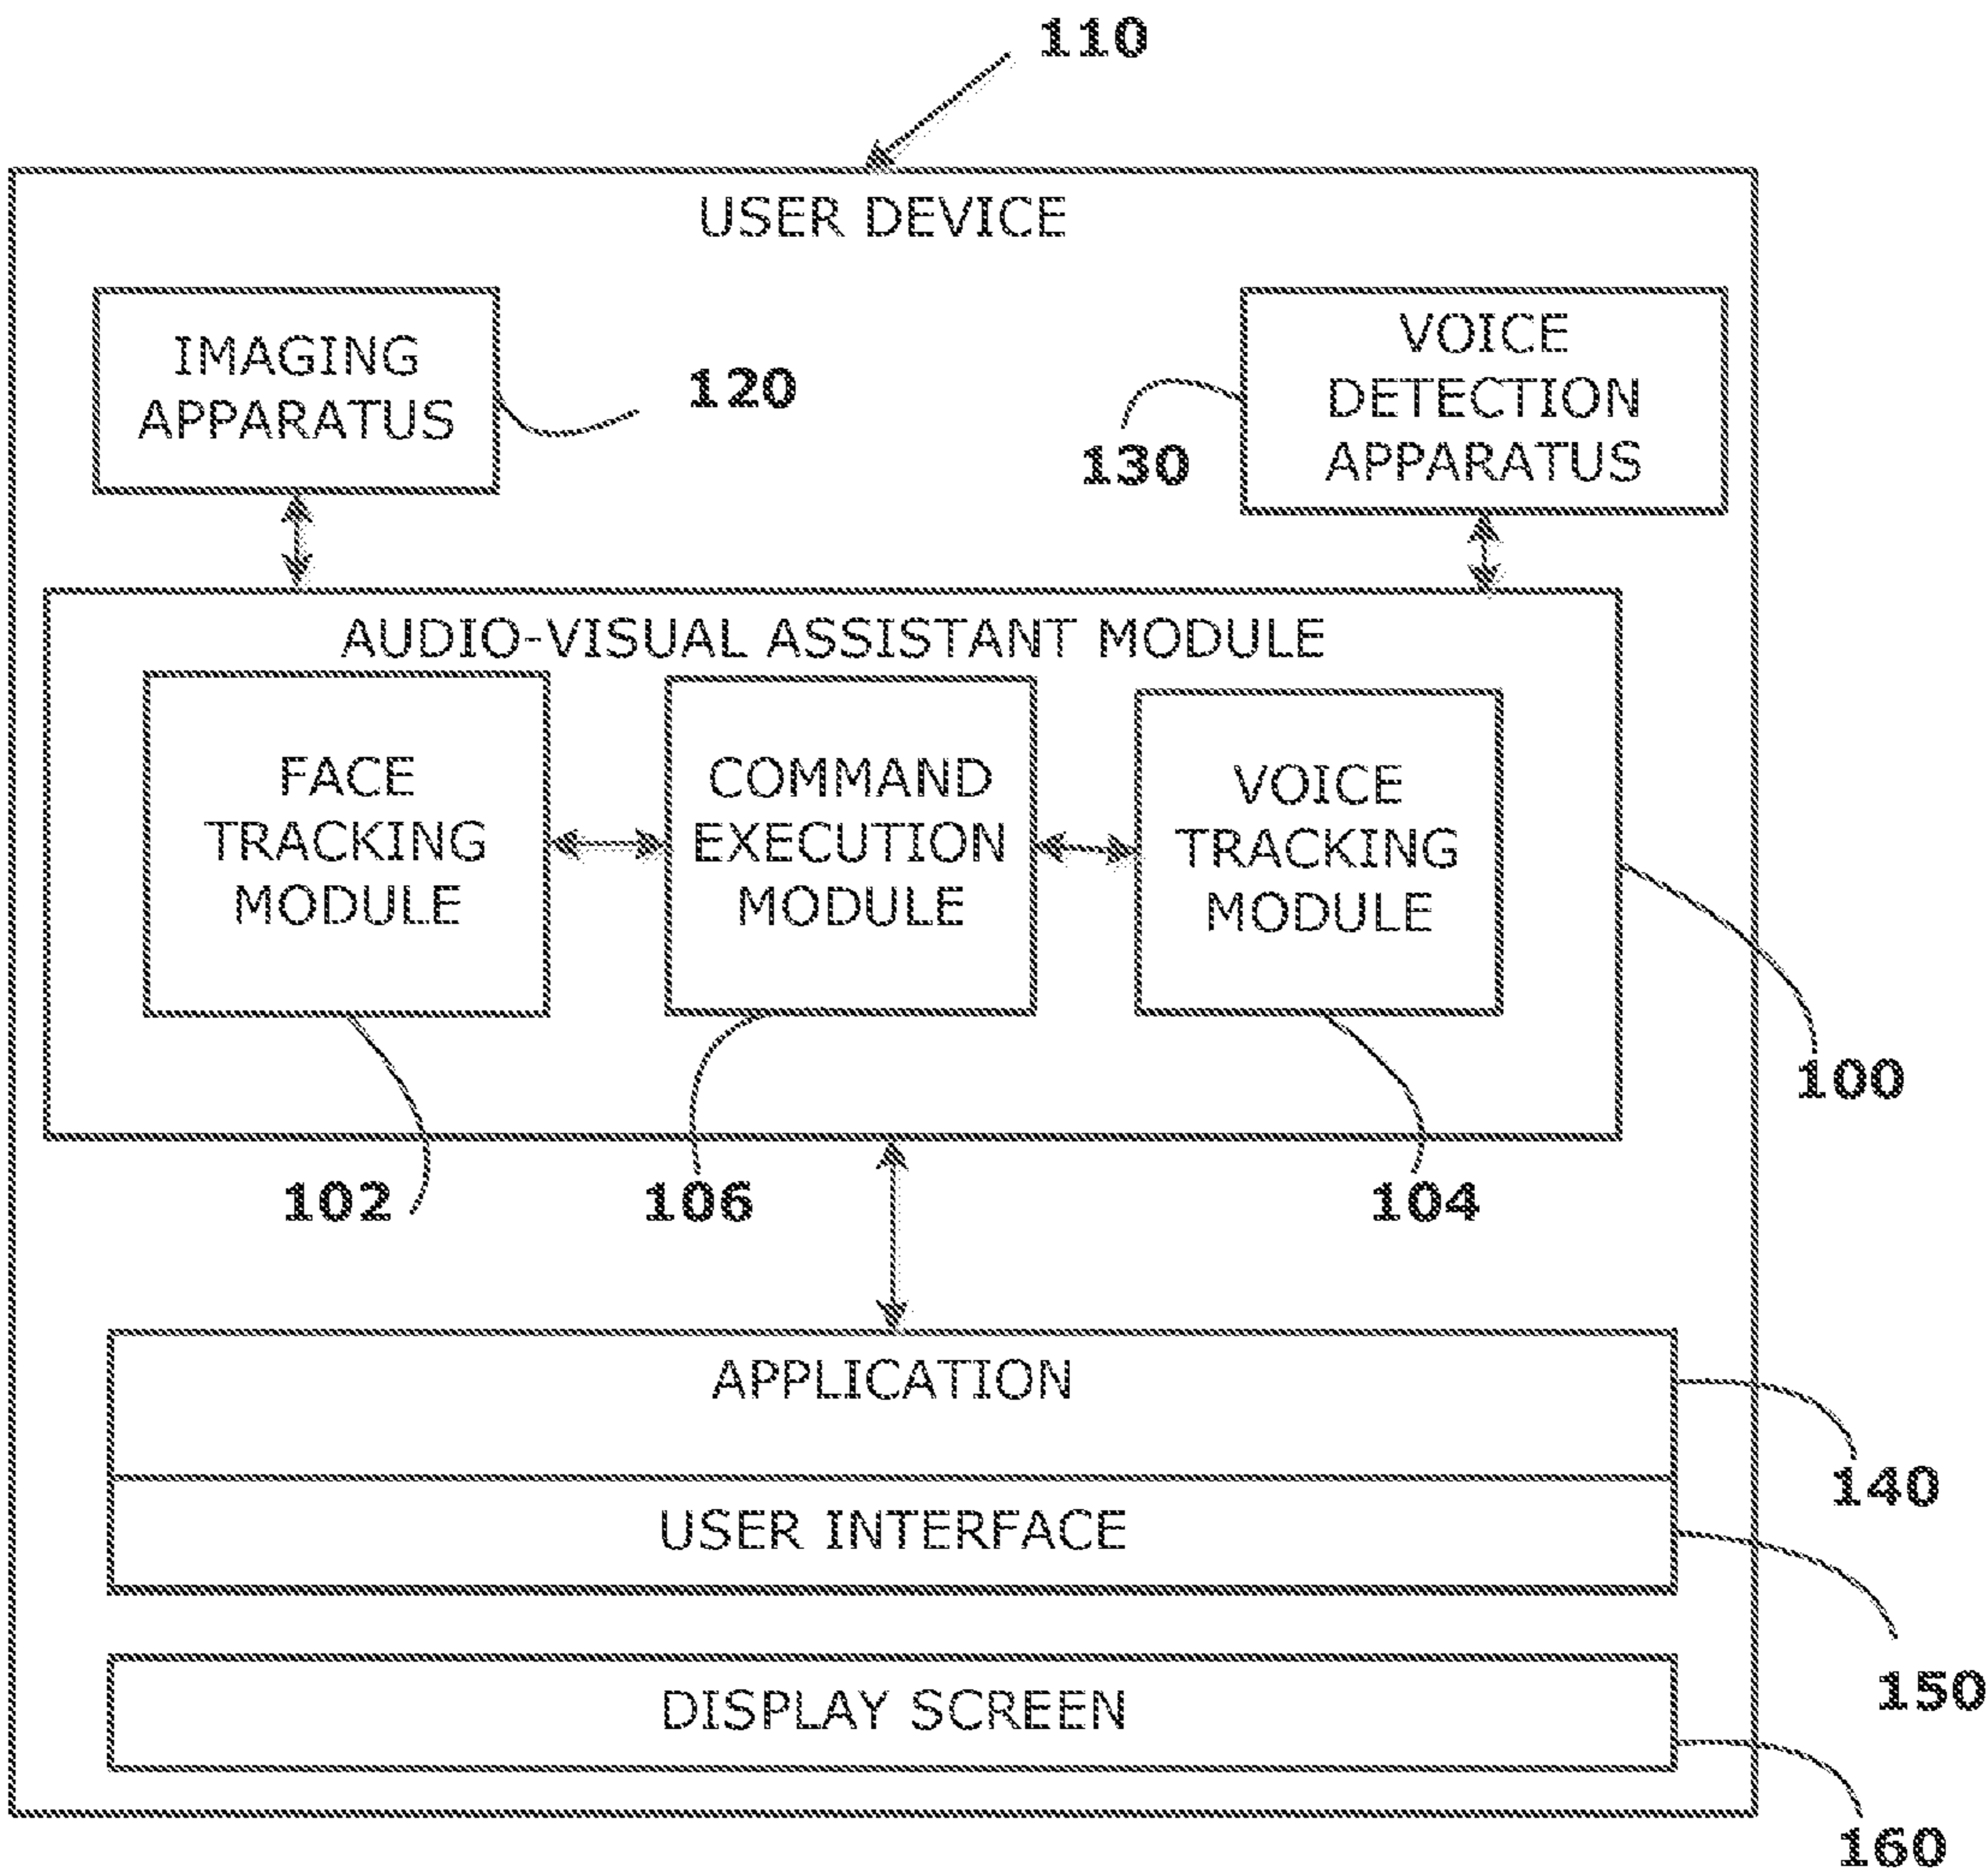 110
USER DEVICE
IMAGING
APPARATUS
120
VOICE
DETECTION
APPARATUS
130
AUDIO-VISUAL ASSISTANT MODULE
FACE
TRACKING
MODULE
COMMAND
EXECUTION
MODULE
VOICE
TRACKING
MODULE
100
102
106
104
APPLICATION
140
USER INTERFACE
150
DISPLAY SCREEN
160